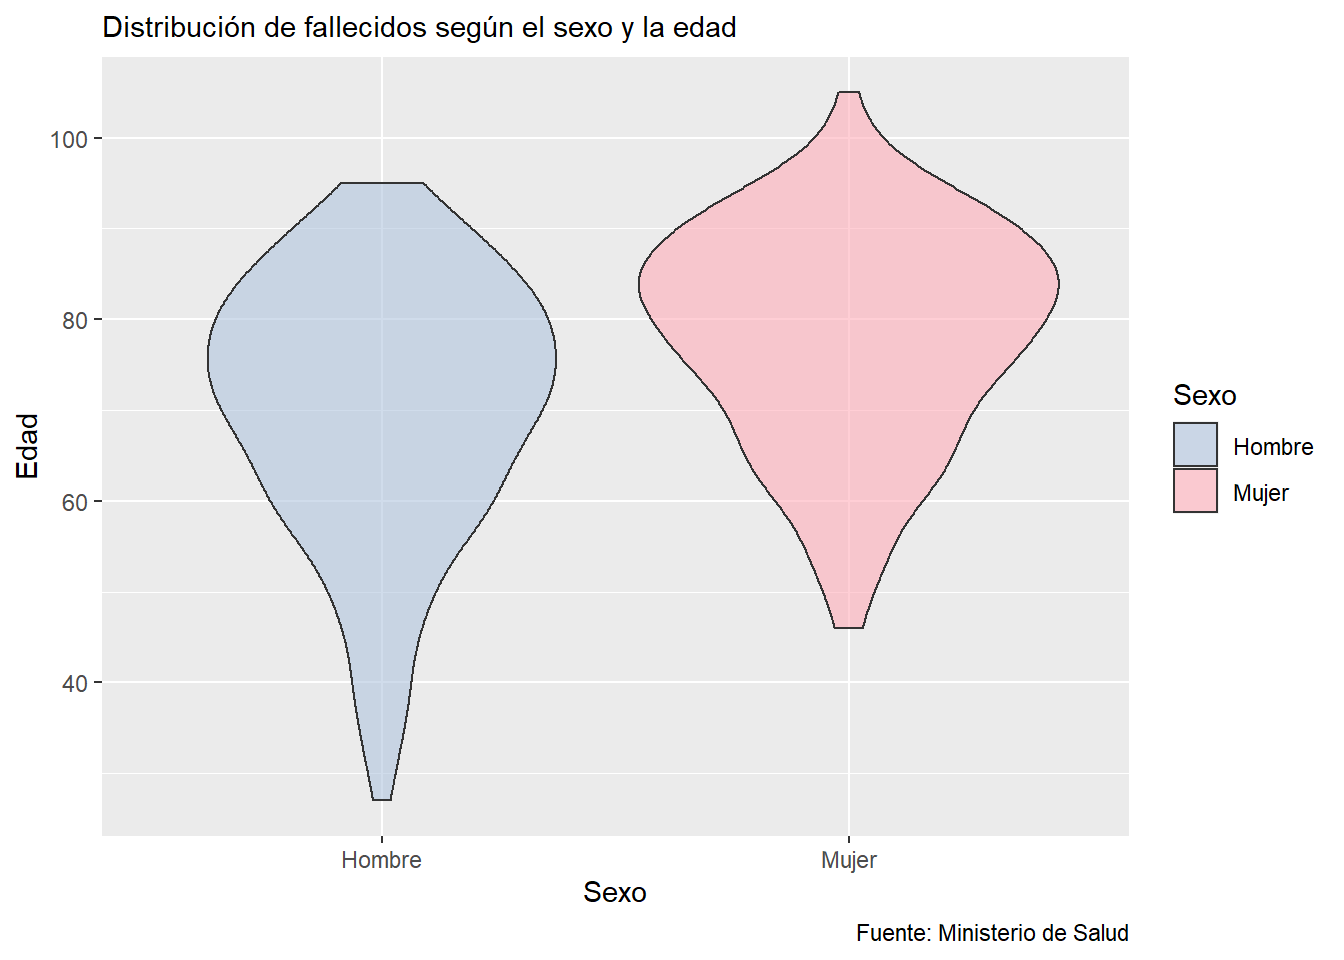 Distribución de fallecidos según el sexo y la edad
100
80
60
40
Edad
Hombre
Mujer
Sexo
Sexo
Hombre
Mujer
Fuente: Ministerio de Salud